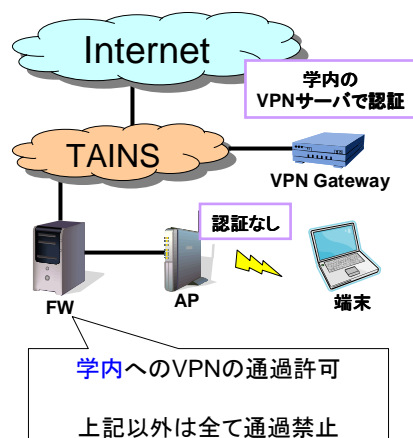 Internet
学内の
VPNサーバで認証
TAINS
VPN Gateway
認証なし
FW
AP
端末
学内へのVPNの通過許可
上記以外は全て通過禁止